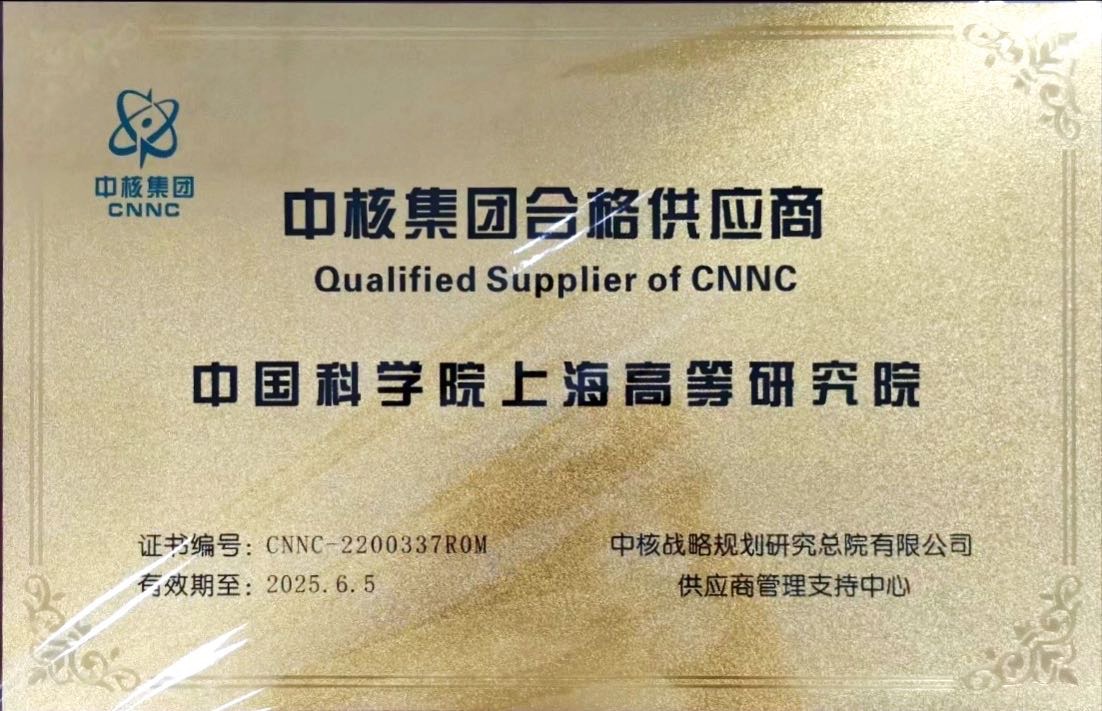 中核集团
CNNC
中核集团合格供应商
Qualified Supplier of CNNC
中国科学院上海高等研究院
证书编号：CNNC-2200337R0M
有效期至：2025.6.5
中核战略规划研究总院有限公司
供应商管理支持中心